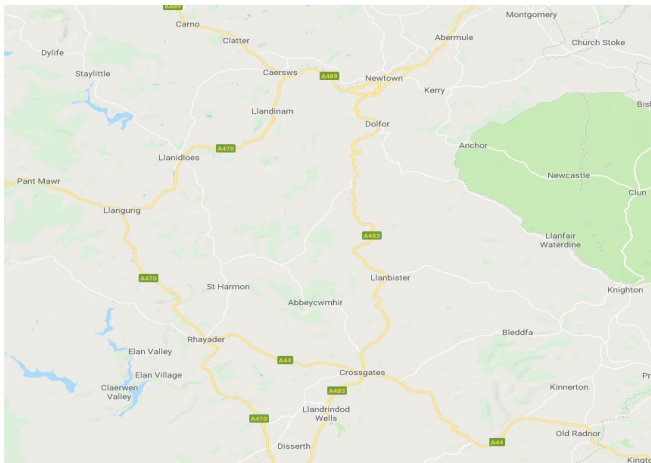 A489
Carno
Montgomery
Clatter
Abermule
Church Stoke
Dylife
Staylittle
Caersws
A489
Newtown
Kerry
Llandinam
Dolfor
Anchor
A470
Llanidloes
Newcastle
Pant Mawr
Clun
Llangurig
A483
Llanfair
Waterdine
A470
Llanbister
St Harmon
Knighton
Abbeycwmhir
Bleddfa
Rhayader
Elan Valley
A44
Crossgates
Elan Village
Claerwen
Valley
A483
Kinnerton
Llandrindod
Wells
A470
Old Radnor
A44
Disserth